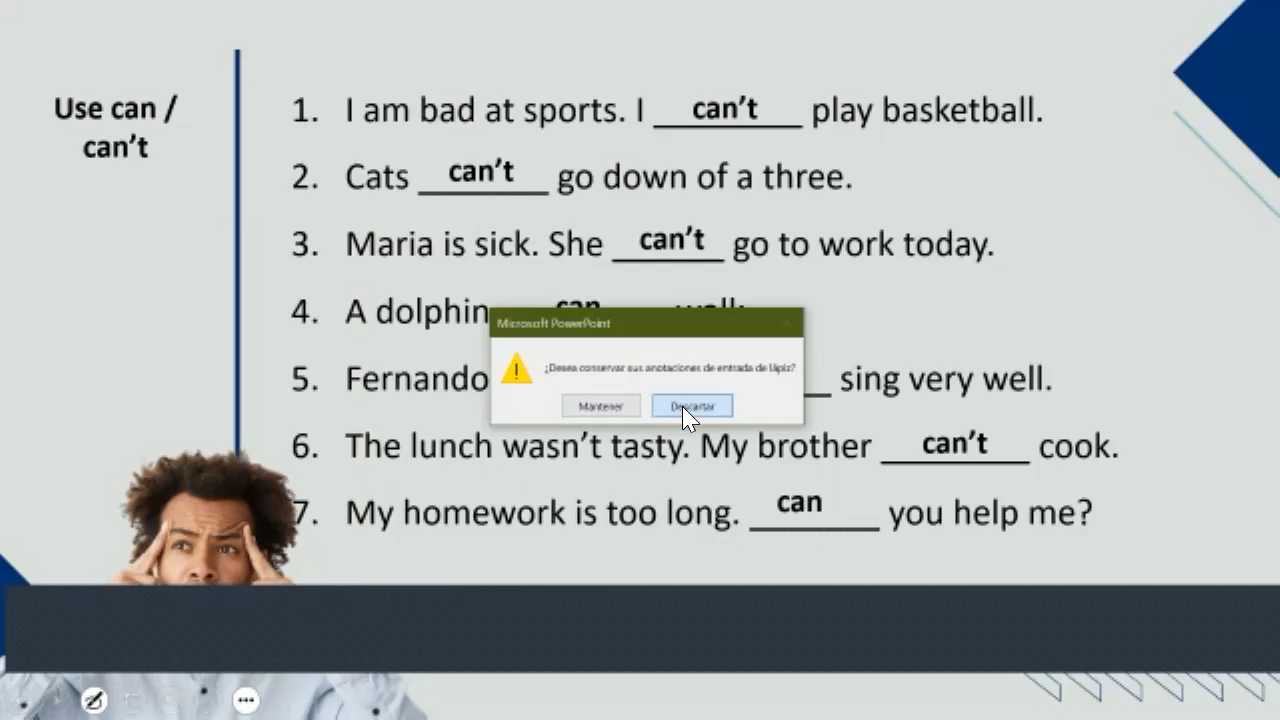 Use can /
can't
1. I am bad at sports. I can't play basketball.
2. Cats can't go down of a three.
3. Maria is sick. She can't go to work today.
4. A dolphin can walk
5. Fernando sing very well.
6. The lunch wasn't tasty. My brother can't cook.
7. My homework is too long. can you help me?
Microsoft PowerPoint
¿Desea conservar sus anotaciones de entrada de lápiz?
Mantener Descartar